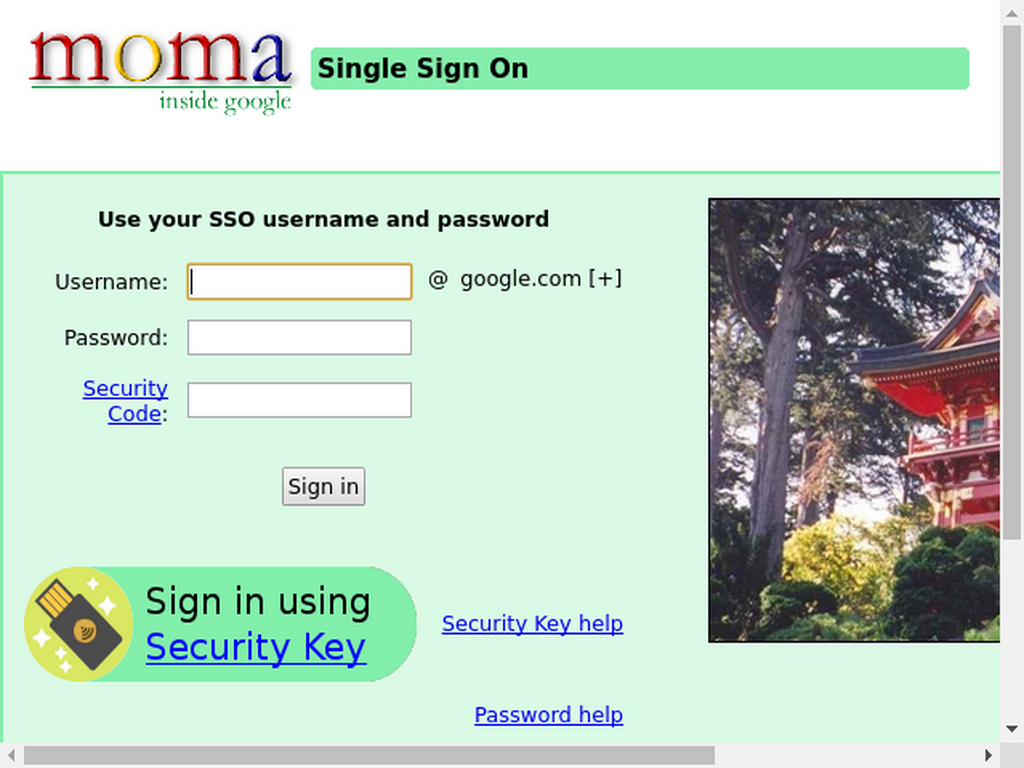 moma
inside google
Single Sign On
Use your SSO username and password
Username:
@ google.com [+]
Password:
Security
Code:
Sign in
Sign in using
Security Key
Security Key help
Password help